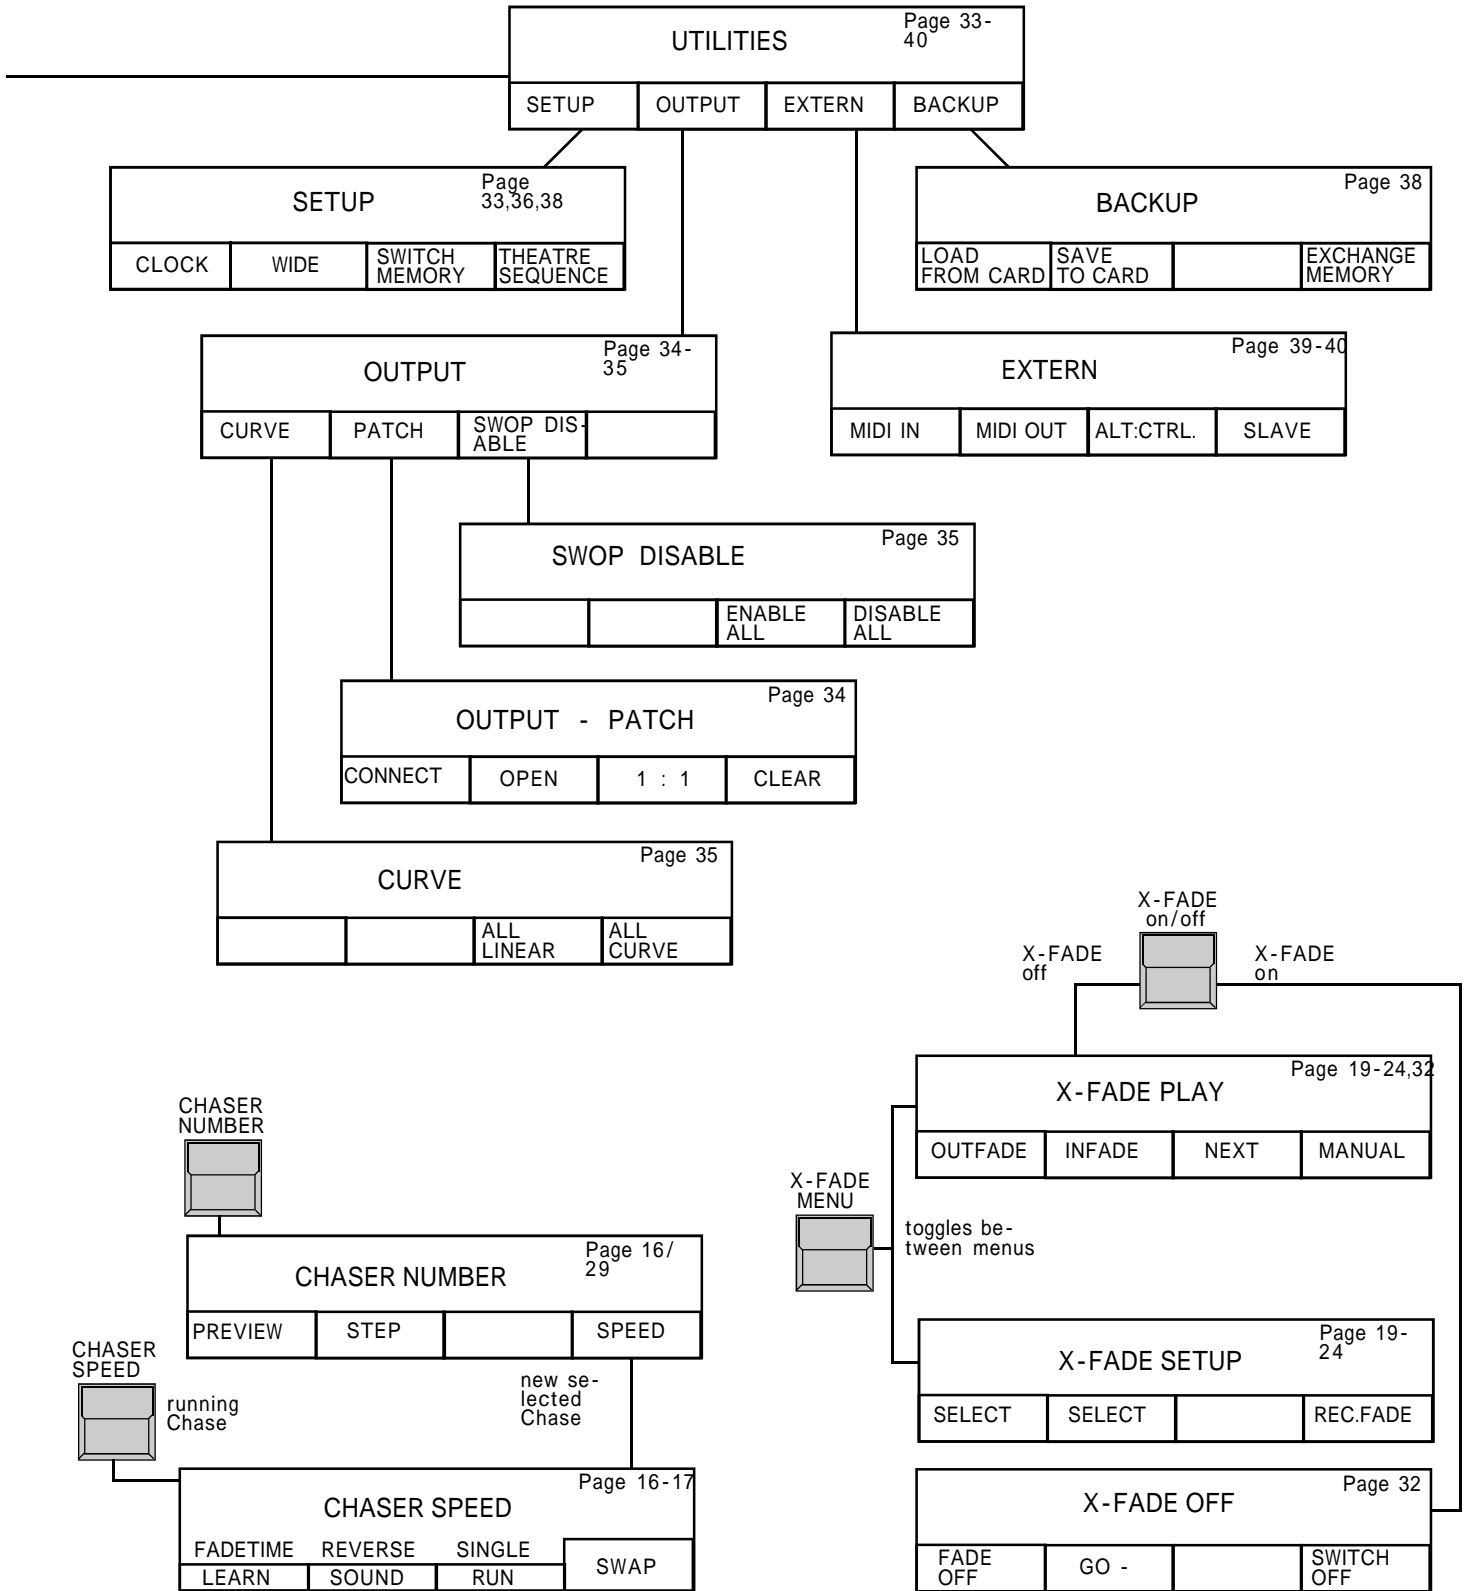 UTILITIES
Page 33-
40
SETUP
OUTPUT
EXTERN
BACKUP
SETUP
Page
33,36,38
CLOCK
WIDE
SWITCH
MEMORY
THEATRE
SEQUENCE
BACKUP
Page 38
LOAD
FROM CARD
SAVE
TO CARD
EXCHANGE
MEMORY
OUTPUT
Page 34-
35
CURVE
PATCH
SWOP DIS-
ABLE
EXTERN
Page 39-40
MIDI IN
MIDI OUT
ALT:CTRL.
SLAVE
SWOP DISABLE
Page 35
ENABLE
ALL
DISABLE
ALL
OUTPUT - PATCH
Page 34
CONNECT
OPEN
1 : 1
CLEAR
CURVE
Page 35
ALL
LINEAR
ALL
CURVE
X-FADE
on/off
X-FADE
off
X-FADE
on
X-FADE PLAY
Page 19-24,32
OUTFADE
INFADE
NEXT
MANUAL
X-FADE
MENU
toggles be-
tween menus
X-FADE SETUP
Page 19-
24
SELECT
SELECT
REC.FADE
X-FADE OFF
Page 32
FADE
OFF
GO -
SWITCH
OFF
CHASER
NUMBER
CHASER NUMBER
Page 16/
29
PREVIEW
STEP
SPEED
CHASER
SPEED
running
Chase
new se-
lected
Chase
CHASER SPEED
Page 16-17
FADETIME
REVERSE
SINGLE
SWAP
LEARN
SOUND
RUN